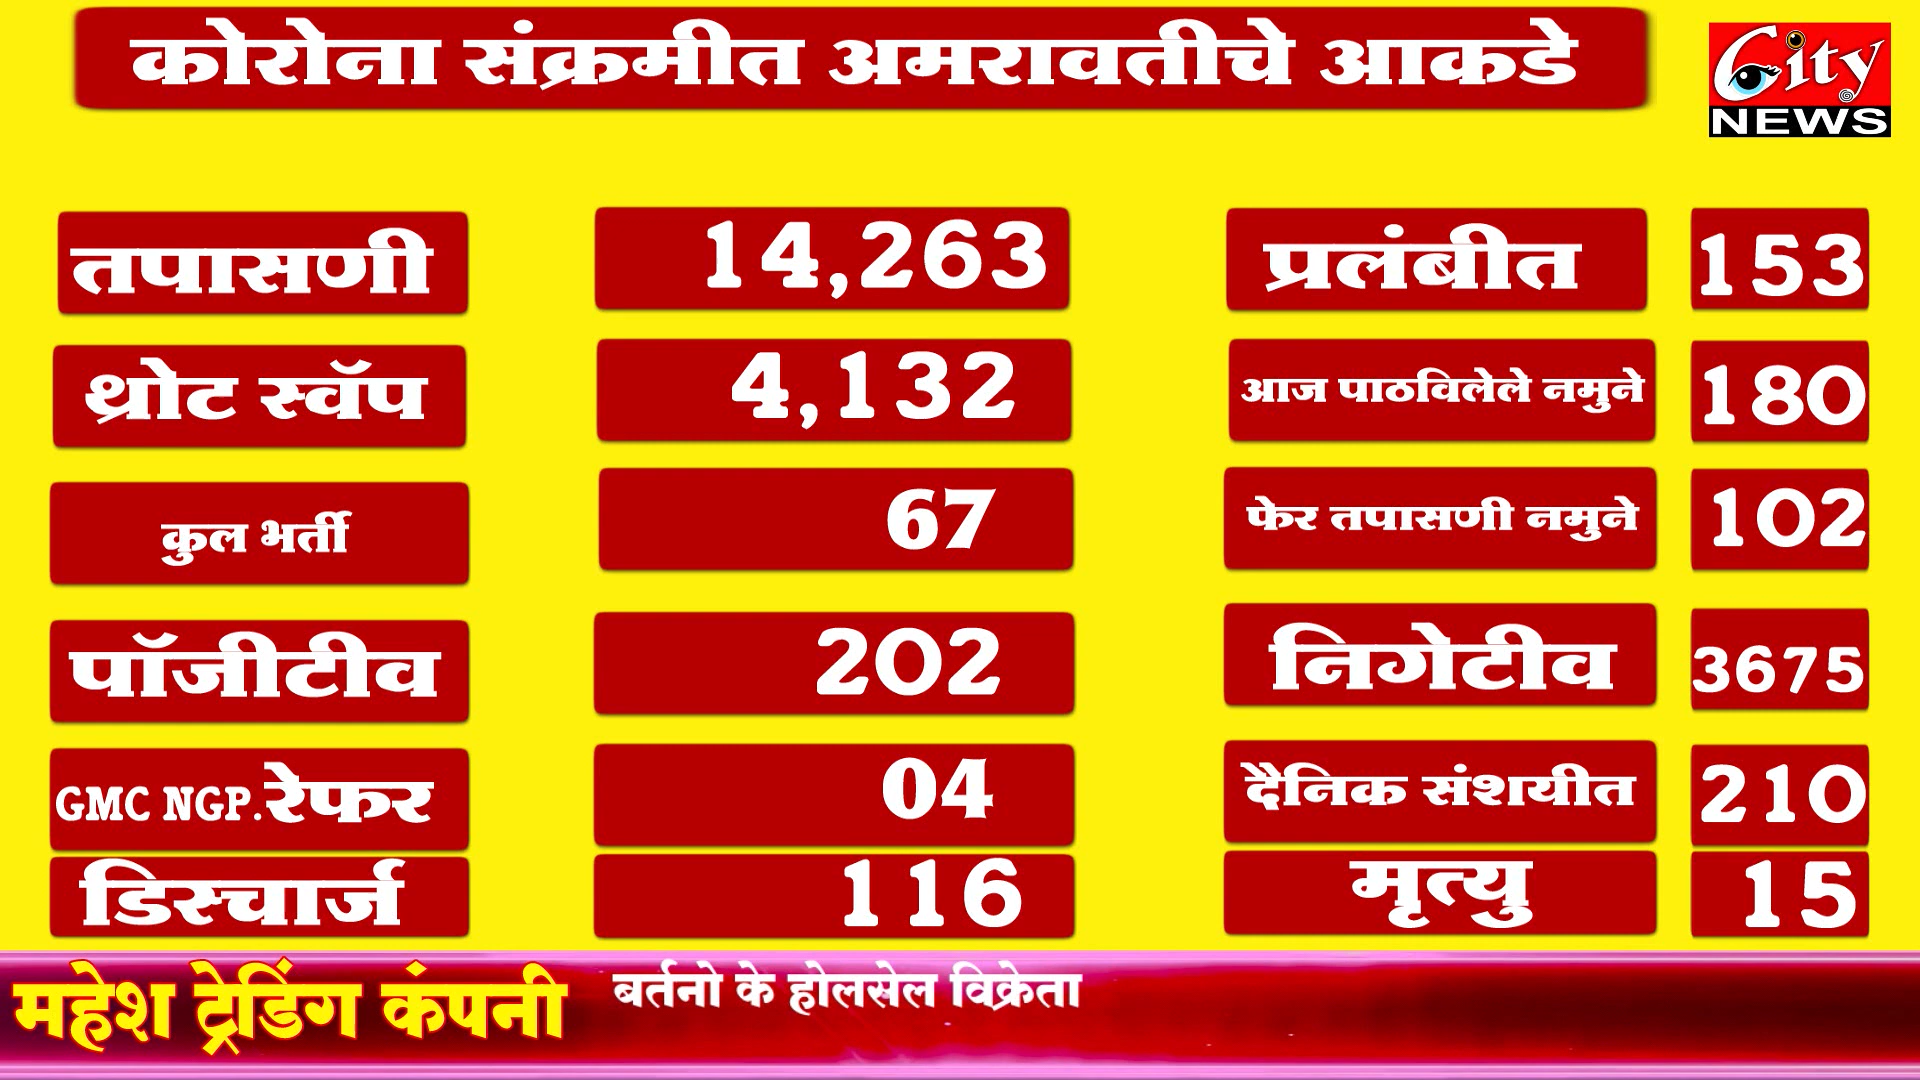 कोरोना संक्रमीत अमरावतीचे आकडे
City
NEWS
तपासणी 14,263 प्रलंबीत 153
थ्रोट स्वॅप 4,132 आज पाठविलेले नमुने 180
कुल भर्ती 67 फेर तपासणी नमुने 102
पॉजीटीव 202 निगेटीव 3675
GMC NGP.रेफर 04 दैनिक संशयीत 210
डिस्चार्ज 116 मृत्यु 15
महेश ट्रेडिंग कंपनी बर्तनो के होलसेल विक्रेता